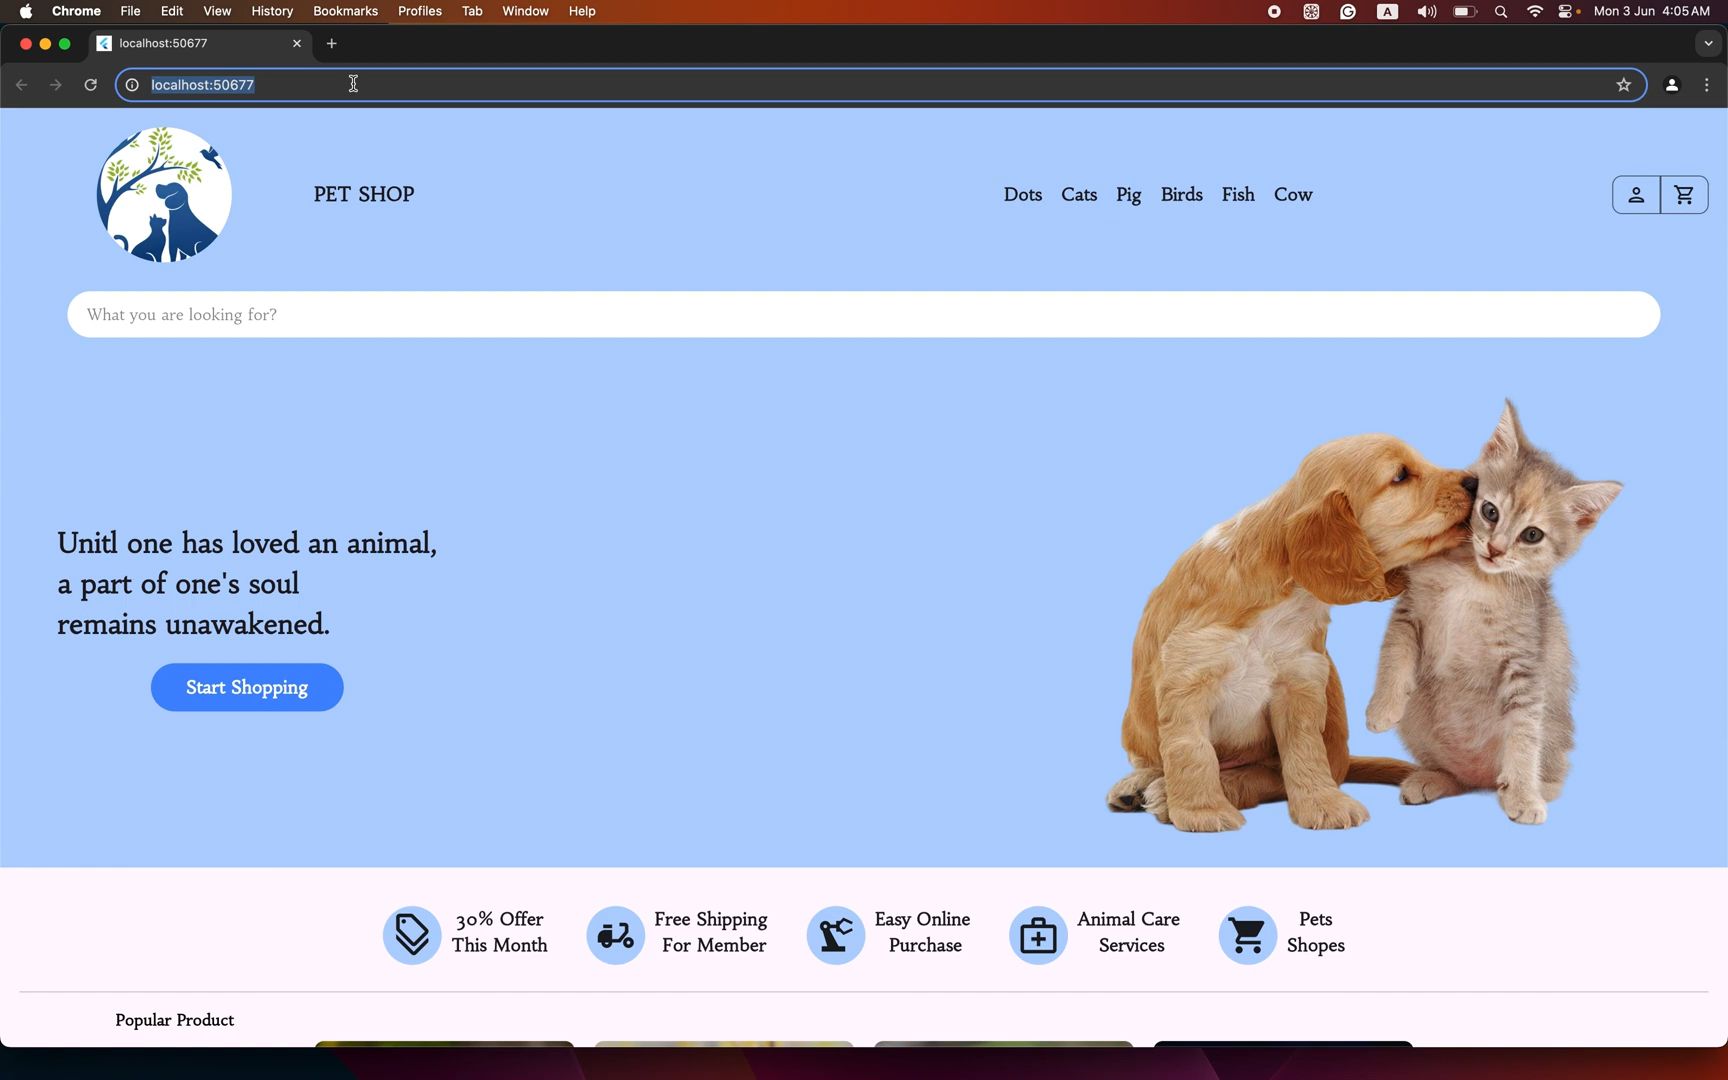 Chrome File Edit View History Bookmarks Profiles Tab Window Help
A Mon 3 Jun 4:05 AM
localhost:50677
localhost:50677
PET SHOP
Dots Cats Pig Birds Fish Cow
What you are looking for?
Unitl one has loved an animal,
a part of one's soul
remains unawakened.
Start Shopping
30% Offer
This Month
Free Shipping
For Member
Easy Online
Purchase
Animal Care
Services
Pets
Shopes
Popular Product